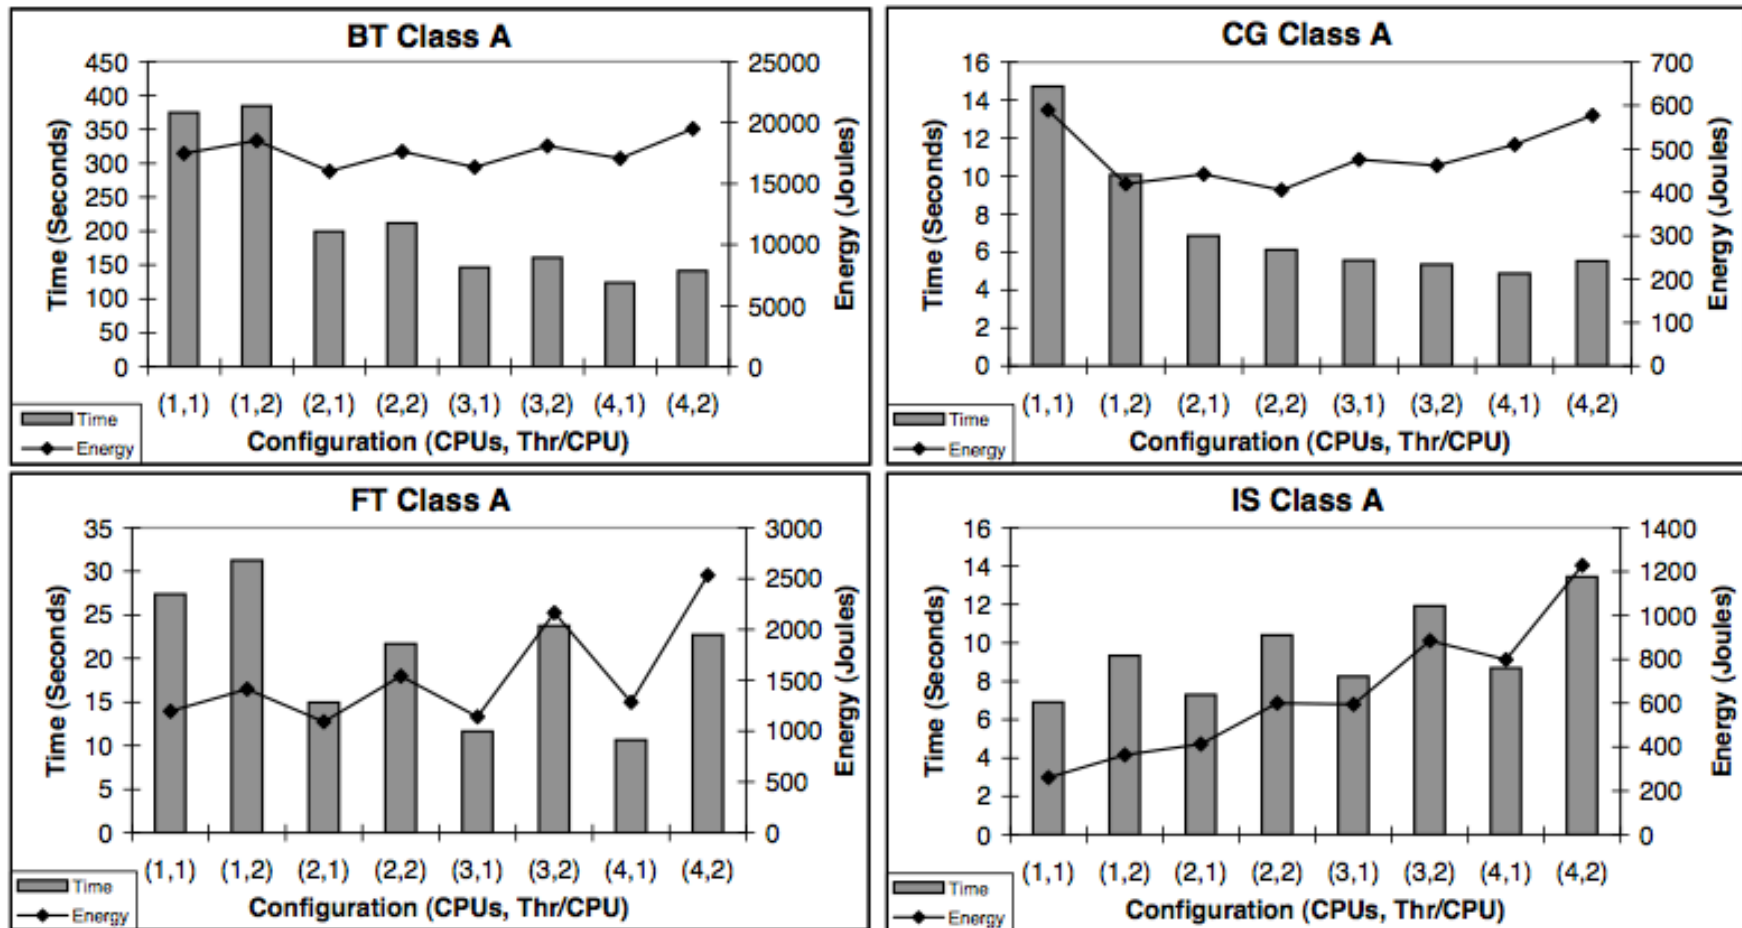 BT Class A
450
400
350
300
250
200
150
100
50
0
Time (Seconds)
25000
20000
15000
10000
5000
0
Energy (Joules)
(1,1) (1,2) (2,1) (2,2) (3,1) (3,2) (4,1) (4,2)
Configuration (CPUs, Thr/CPU)
Time
Energy
CG Class A
16
14
12
10
8
6
4
2
0
Time (Seconds)
700
600
500
400
300
200
100
0
Energy (Joules)
(1,1) (1,2) (2,1) (2,2) (3,1) (3,2) (4,1) (4,2)
Configuration (CPUs, Thr/CPU)
Time
Energy
FT Class A
35
30
25
20
15
10
5
0
Time (Seconds)
3000
2500
2000
1500
1000
500
0
Energy (Joules)
(1,1) (1,2) (2,1) (2,2) (3,1) (3,2) (4,1) (4,2)
Configuration (CPUs, Thr/CPU)
Time
Energy
IS Class A
16
14
12
10
8
6
4
2
0
Time (Seconds)
1400
1200
1000
800
600
400
200
0
Energy (Joules)
(1,1) (1,2) (2,1) (2,2) (3,1) (3,2) (4,1) (4,2)
Configuration (CPUs, Thr/CPU)
Time
Energy